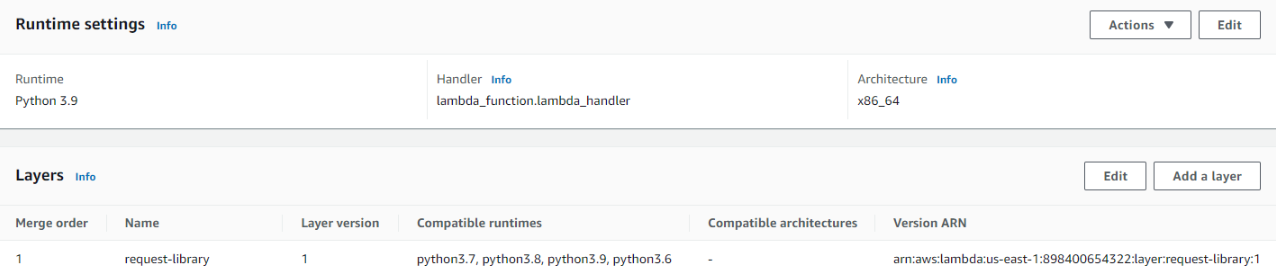 Runtime settings Info Actions ▼ Edit
Runtime Handler Info Architecture Info
Python 3.9 lambda_function.lambda_handler x86_64
Layers Info Edit Add a layer
Merge order Name Layer version Compatible runtimes Compatible architectures Version ARN
1 request-library 1 python3.7, python3.8, python3.9, python3.6 - arn:aws:lambda:us-east-1:898400654322:layer:request-library:1